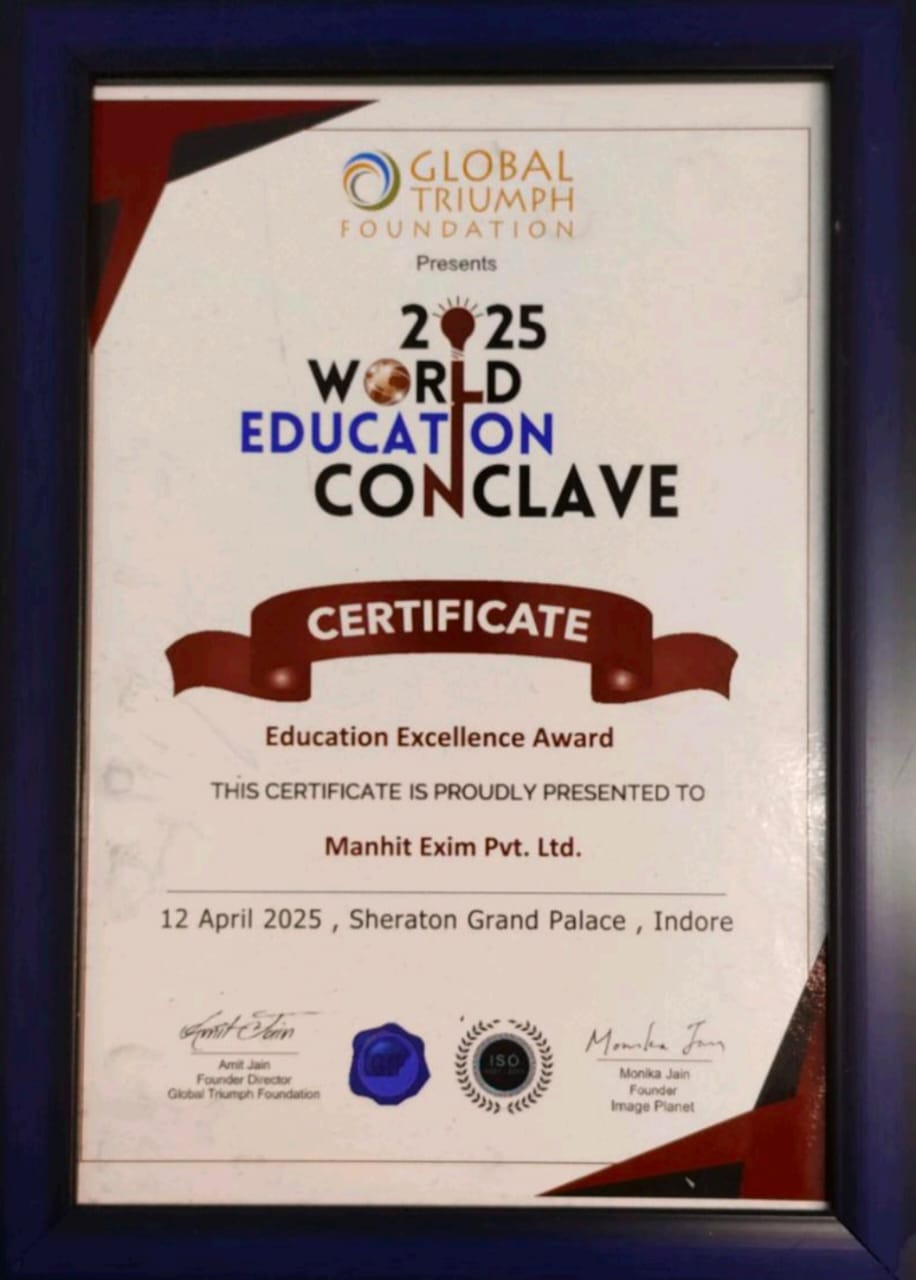 GLOBAL
TRIUMPH
FOUNDATION
Presents
2025
WORLD
EDUCATION
CONCLAVE
CERTIFICATE
Education Excellence Award
THIS CERTIFICATE IS PROUDLY PRESENTED TO
Manhit Exim Pvt. Ltd.
12 April 2025 , Sheraton Grand Palace , Indore
Amit Jain
Amit Jain
Founder Director
Global Triumph Foundation
GTF
ISO
Monika Jain
Monika Jain
Founder
Image Planet